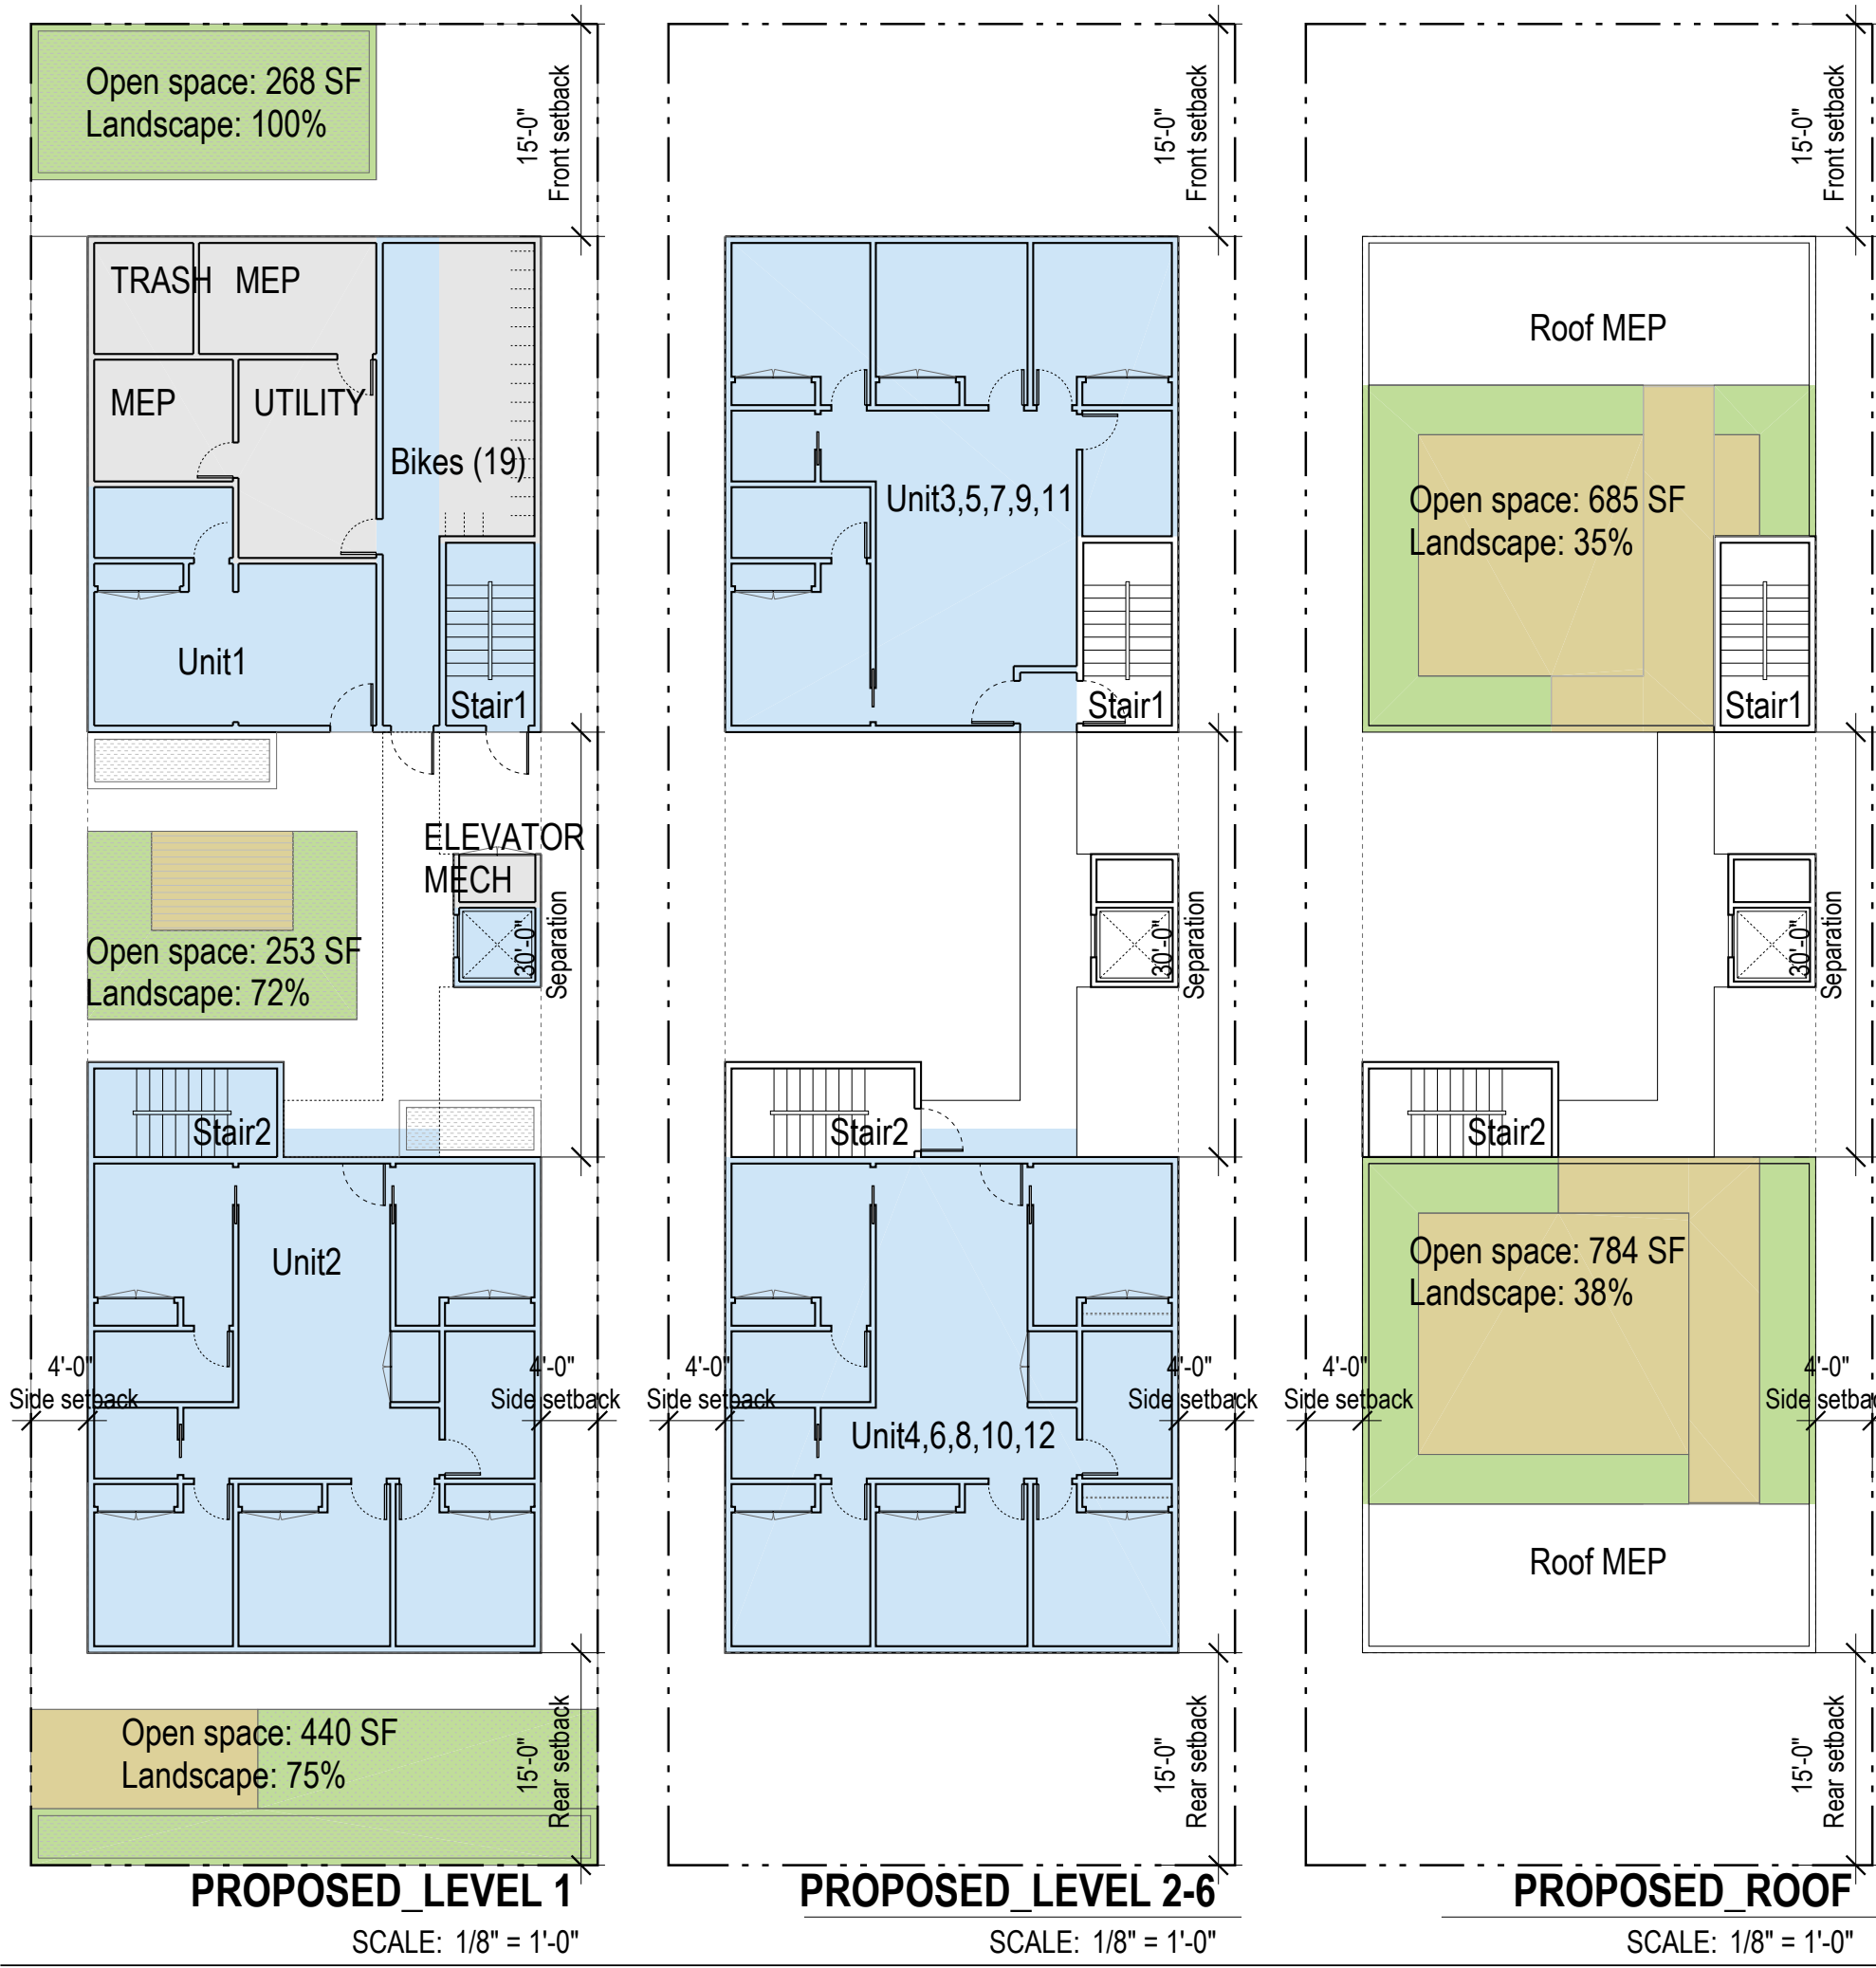 Open space: 268 SF
Landscape: 100%
15'-0"
Front setback
TRASH
MEP
MEP
UTILITY
Bikes (19)
Unit1
Stair1
ELEVATOR
MECH
Open space: 253 SF
Landscape: 72%
30'-0"
Separation
Stair2
Unit2
4'-0"
Side setback
4'-0"
Side setback
Open space: 440 SF
Landscape: 75%
15'-0"
Rear setback
PROPOSED_LEVEL 1
SCALE: 1/8" = 1'-0"
15'-0"
Front setback
Unit3,5,7,9,11
Stair1
30'-0"
Separation
Stair2
4'-0"
Side setback
4'-0"
Side setback
Unit4,6,8,10,12
15'-0"
Rear setback
PROPOSED_LEVEL 2-6
SCALE: 1/8" = 1'-0"
15'-0"
Front setback
Roof MEP
Open space: 685 SF
Landscape: 35%
Stair1
30'-0"
Separation
Stair2
Open space: 784 SF
Landscape: 38%
4'-0"
Side setback
4'-0"
Side setbac
Roof MEP
15'-0"
Rear setback
PROPOSED_ROOF
SCALE: 1/8" = 1'-0"